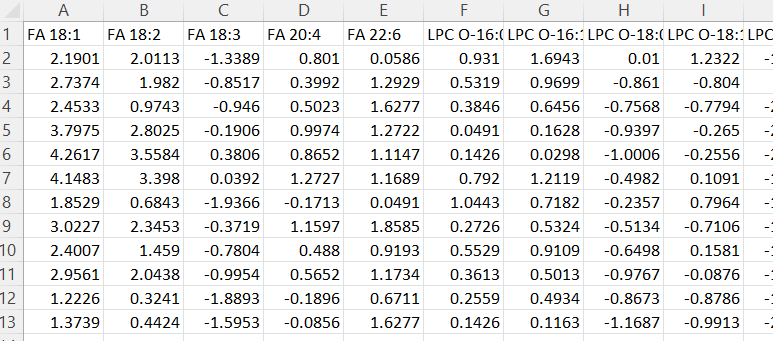 A B C D E F G H I
1 FA 18:1 FA 18:2 FA 18:3 FA 20:4 FA 22:6 LPC O-16:0 LPC O-16: LPC O-18:0 LPC O-18: LPC
2 2.1901 2.0113 -1.3389 0.801 0.0586 0.931 1.6943 0.01 1.2322 -
3 2.7374 1.982 -0.8517 0.3992 1.2929 0.5319 0.9699 -0.861 -0.804
4 2.4533 0.9743 -0.946 0.5023 1.6277 0.3846 0.6456 -0.7568 -0.7794 -
5 3.7975 2.8025 -0.1906 0.9974 1.2722 0.0491 0.1628 -0.9397 -0.265 -
6 4.2617 3.5584 0.3806 0.8652 1.1147 0.1426 0.0298 -1.0006 -0.2556 -
7 4.1483 3.398 0.0392 1.2727 1.1689 0.792 1.2119 -0.4982 0.1091 -
8 1.8529 0.6843 -1.9366 -0.1713 0.0491 1.0443 0.7182 -0.2357 0.7964 -
9 3.0227 2.3453 -0.3719 1.1597 1.8585 0.2726 0.5324 -0.5134 -0.7106 -
10 2.4007 1.459 -0.7804 0.488 0.9193 0.5529 0.9109 -0.6498 0.1581 -
11 2.9561 2.0438 -0.9954 0.5652 1.1734 0.3613 0.5013 -0.9767 -0.0876 -
12 1.2226 0.3241 -1.8893 -0.1896 0.6711 0.2559 0.4934 -0.8673 -0.8786 -
13 1.3739 0.4424 -1.5953 -0.0856 1.6277 0.1426 0.1163 -1.1687 -0.9913 -